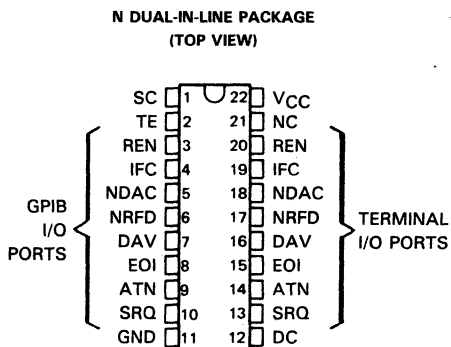 N DUAL-IN-LINE PACKAGE
(TOP VIEW)
SC 1 22 VCC
TE 2 21 NC
REN 3 20 REN
IFC 4 19 IFC
NDAC 5 18 NDAC
NRFD 6 17 NRFD
DAV 7 16 DAV
EOI 8 15 EOI
ATN 9 14 ATN
SRQ 10 13 SRQ
GND 11 12 DC
GPIB
I/O
PORTS
TERMINAL
I/O PORTS